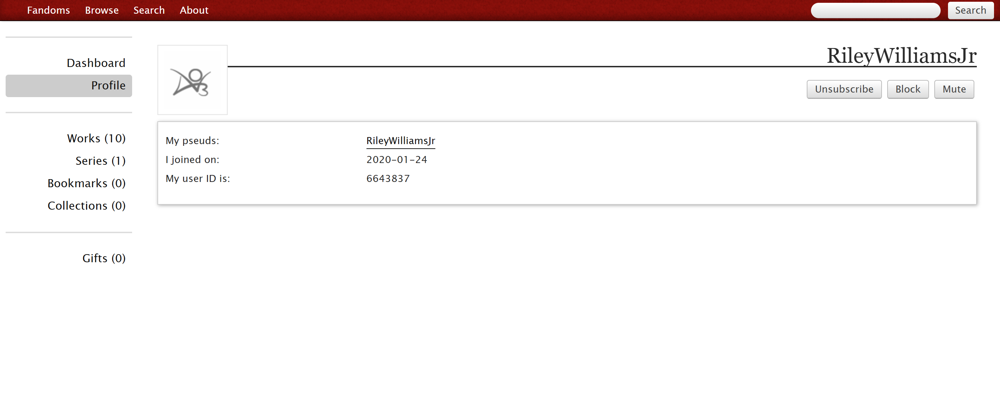 Fandoms Browse Search About Search
Dashboard
Profile
Works (10)
Series (1)
Bookmarks (0)
Collections (0)
Gifts (0)
RileyWilliamsJr
Unsubscribe Block Mute
My pseuds: RileyWilliamsJr
I joined on: 2020-01-24
My user ID is: 6643837